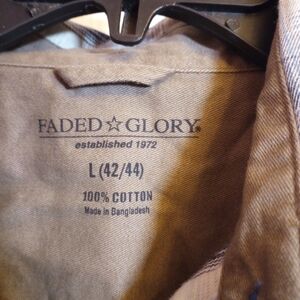 FADED☆GLORY®
established 1972
L (42/44)
100% COTTON
Made in Bangladesh